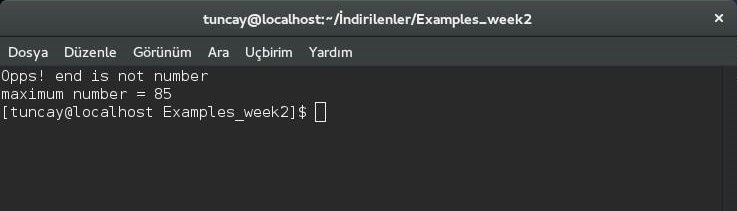 tuncay@localhost:~/İndirilenler/Examples_week2
Dosya Düzenle Görünüm Ara Uçbirim Yardım
Opps! end is not number
maximum number = 85
[tuncay@localhost Examples_week2]$